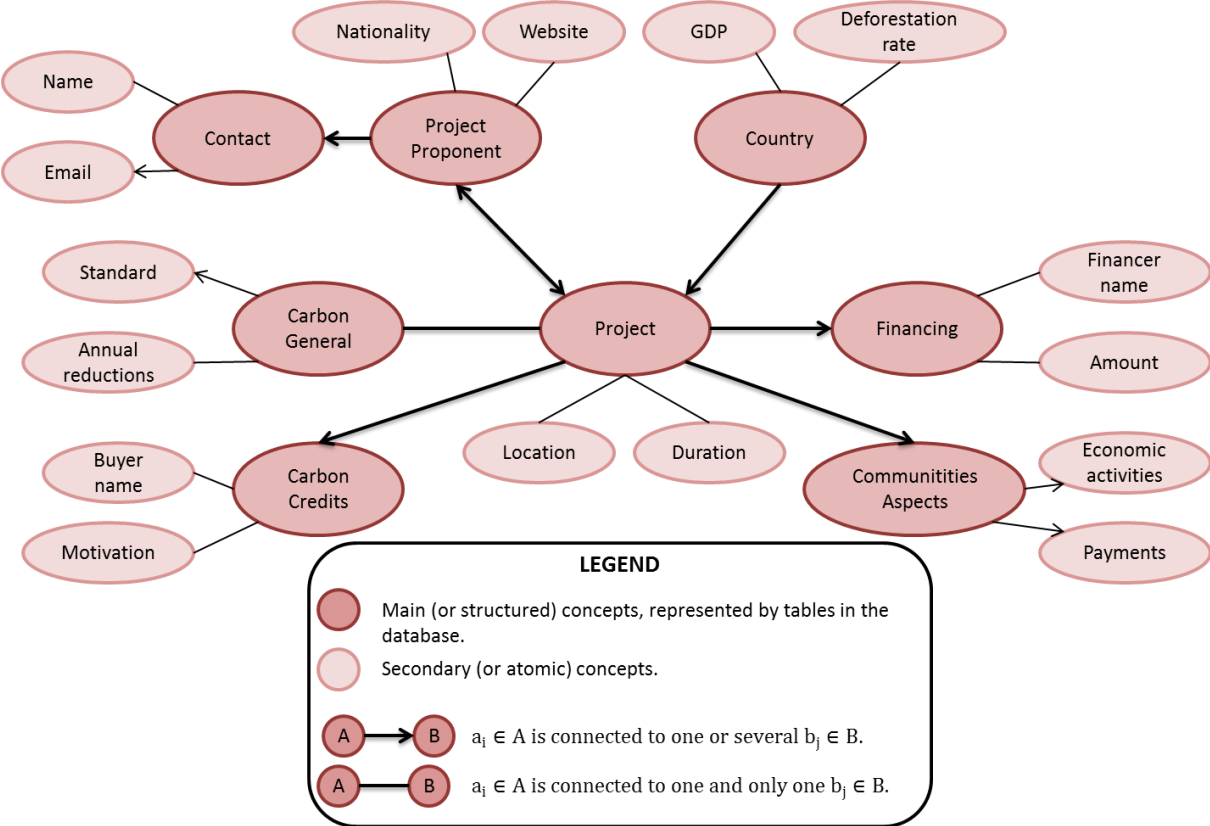 Nationality
Website
GDP
Deforestation
rate
Name
Contact
Project
Proponent
Country
Email
Standard
Carbon
General
Project
Financing
Financer
name
Annual
reductions
Amount
Buyer
name
Carbon
Credits
Location
Duration
Communitities
Aspects
Economic
activities
Motivation
Payments
LEGEND
Main (or structured) concepts, represented by tables in the
database.
Secondary (or atomic) concepts.
A B aᵢ ∈ A is connected to one or several bⱼ ∈ B.
A B aᵢ ∈ A is connected to one and only one bⱼ ∈ B.